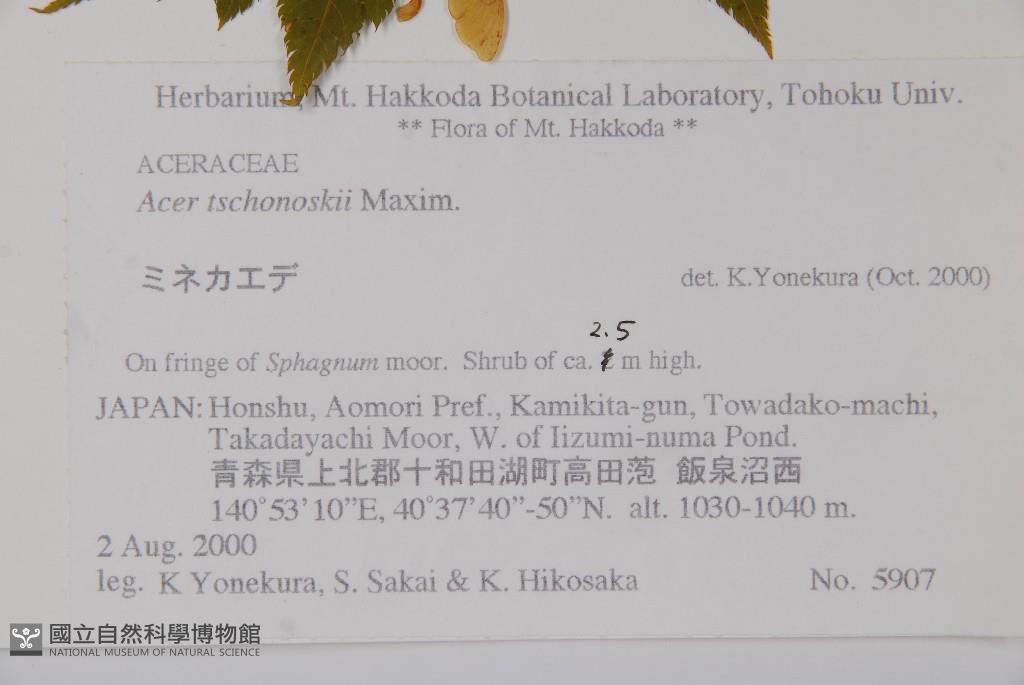 Herbarium, Mt. Hakkoda Botanical Laboratory, Tohoku Univ.
** Flora of Mt. Hakkoda **
ACERACEAE
Acer tschonoskii Maxim.
ミネカエデ
det. K.Yonekura (Oct. 2000)
2.5
On fringe of Sphagnum moor. Shrub of ca. m high.
JAPAN: Honshu, Aomori Pref., Kamikita-gun, Towadako-machi,
Takadayachi Moor, W. of Iizumi-numa Pond.
青森県上北郡十和田湖町高田萢 飯泉沼西
140°53’10”E, 40°37’40”-50”N. alt. 1030-1040 m.
2 Aug. 2000
leg. K Yonekura, S. Sakai & K. Hikosaka
No. 5907
國立自然科學博物館
NATIONAL MUSEUM OF NATURAL SCIENCE